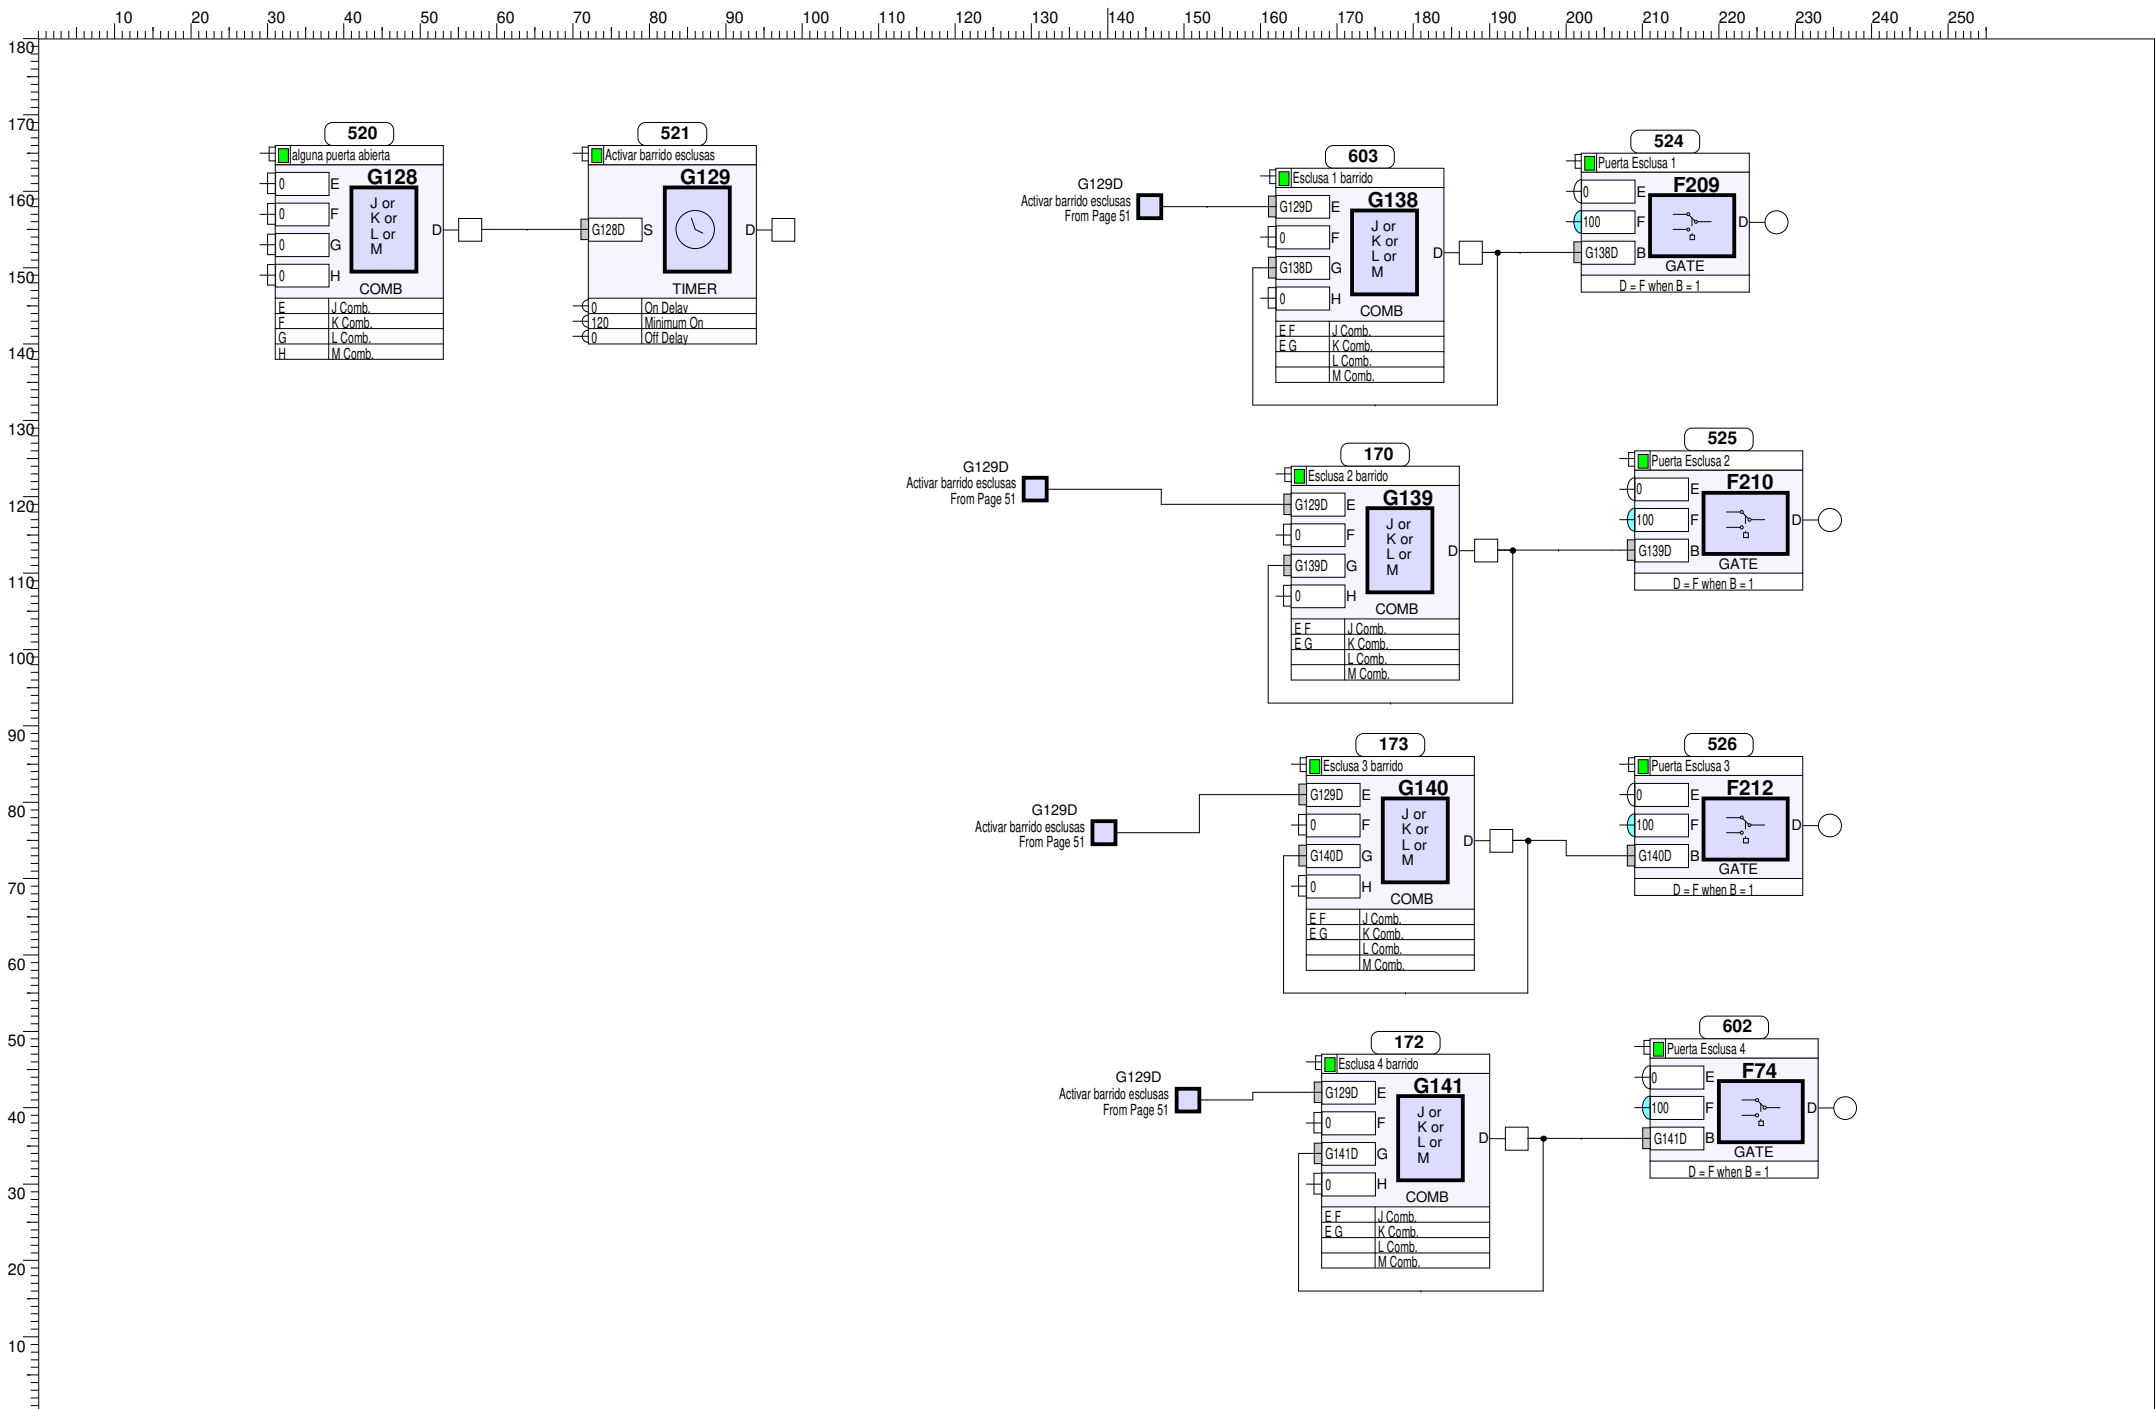 10 20 30 40 50 60 70 80 90 100 110 120 130 140 150 160 170 180 190 200 210 220 230 240 250
180
170
160
150
140
130
120
110
100
90
80
70
60
50
40
30
20
10
520
alguna puerta abierta
G128
0 E
0 F
0 G
0 H
J or
K or
L or
M
D
COMB
E J Comb.
F K Comb.
G L Comb.
H M Comb.
521
Activar barrido esclusas
G129
G128D S
D
TIMER
0 On Delay
120 Minimum On
0 Off Delay
G129D
Activar barrido esclusas
From Page 51
603
Esclusa 1 barrido
G138
G129D E
0 F
G138D G
0 H
J or
K or
L or
M
D
COMB
E F J Comb.
E G K Comb.
L Comb.
M Comb.
524
Puerta Esclusa 1
F209
0 E
100 F
G138D B
D
GATE
D = F when B = 1
G129D
Activar barrido esclusas
From Page 51
170
Esclusa 2 barrido
G139
G129D E
0 F
G139D G
0 H
J or
K or
L or
M
D
COMB
E F J Comb.
E G K Comb.
L Comb.
M Comb.
525
Puerta Esclusa 2
F210
0 E
100 F
G139D B
D
GATE
D = F when B = 1
G129D
Activar barrido esclusas
From Page 51
173
Esclusa 3 barrido
G140
G129D E
0 F
G140D G
0 H
J or
K or
L or
M
D
COMB
E F J Comb.
E G K Comb.
L Comb.
M Comb.
526
Puerta Esclusa 3
F212
0 E
100 F
G140D B
D
GATE
D = F when B = 1
G129D
Activar barrido esclusas
From Page 51
172
Esclusa 4 barrido
G141
G129D E
0 F
G141D G
0 H
J or
K or
L or
M
D
COMB
E F J Comb.
E G K Comb.
L Comb.
M Comb.
602
Puerta Esclusa 4
F74
0 E
100 F
G141D B
D
GATE
D = F when B = 1